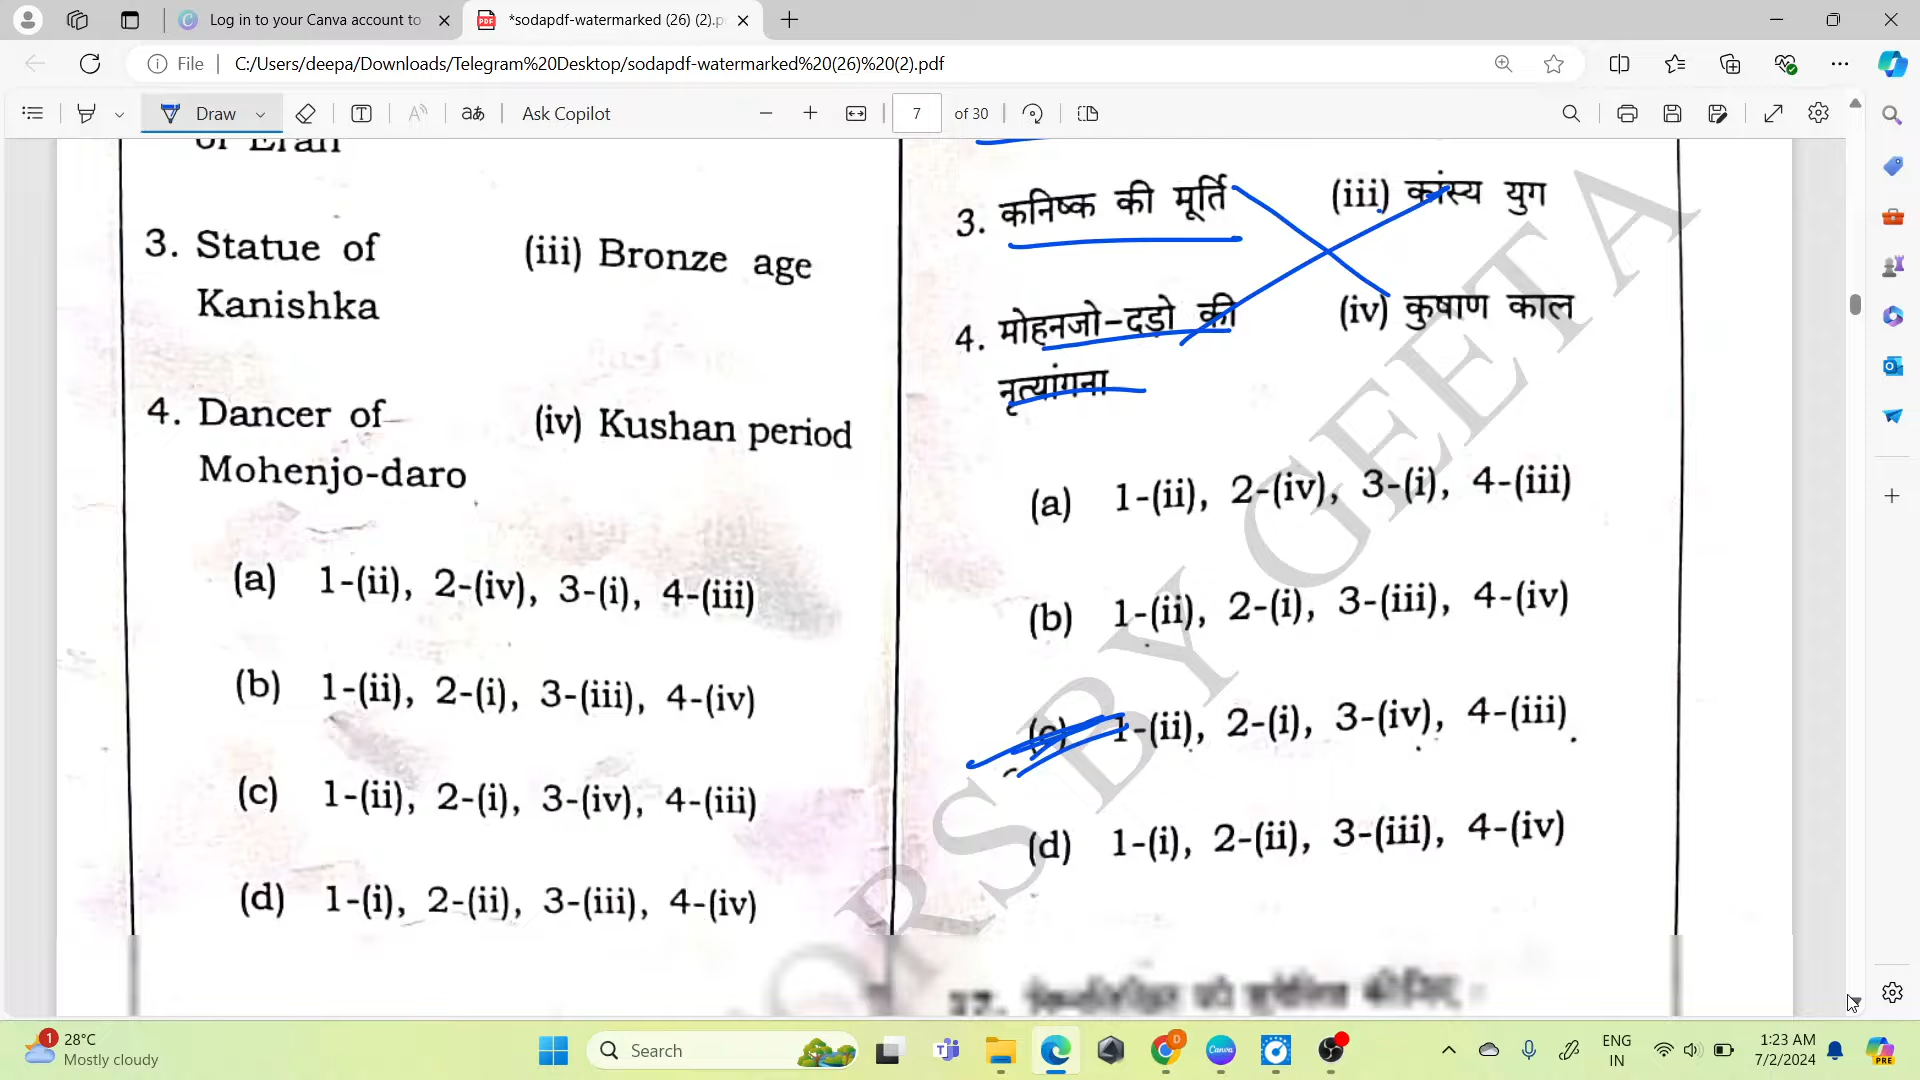 Log in to your Canva account to
*sodapdf-watermarked (26) (2).p
File
C:/Users/deepa/Downloads/Telegram%20Desktop/sodapdf-watermarked%20(26)%20(2).pdf
Draw
Ask Copilot
7 of 30
of Eran
3. Statue of (iii) Bronze age
Kanishka
4. Dancer of (iv) Kushan period
Mohenjo-daro
(a) 1-(ii), 2-(iv), 3-(i), 4-(iii)
(b) 1-(ii), 2-(i), 3-(iii), 4-(iv)
(c) 1-(ii), 2-(i), 3-(iv), 4-(iii)
(d) 1-(i), 2-(ii), 3-(iii), 4-(iv)
3. कनिष्क की मूर्ति (iii) कांस्य युग
4. मोहनजो-दड़ो की (iv) कुषाण काल
नृत्यांगना
(a) 1-(ii), 2-(iv), 3-(i), 4-(iii)
(b) 1-(ii), 2-(i), 3-(iii), 4-(iv)
(c) 1-(ii), 2-(i), 3-(iv), 4-(iii)
(d) 1-(i), 2-(ii), 3-(iii), 4-(iv)
RS BY GEETA
28°C
Mostly cloudy
Search
ENG
IN
1:23 AM
7/2/2024